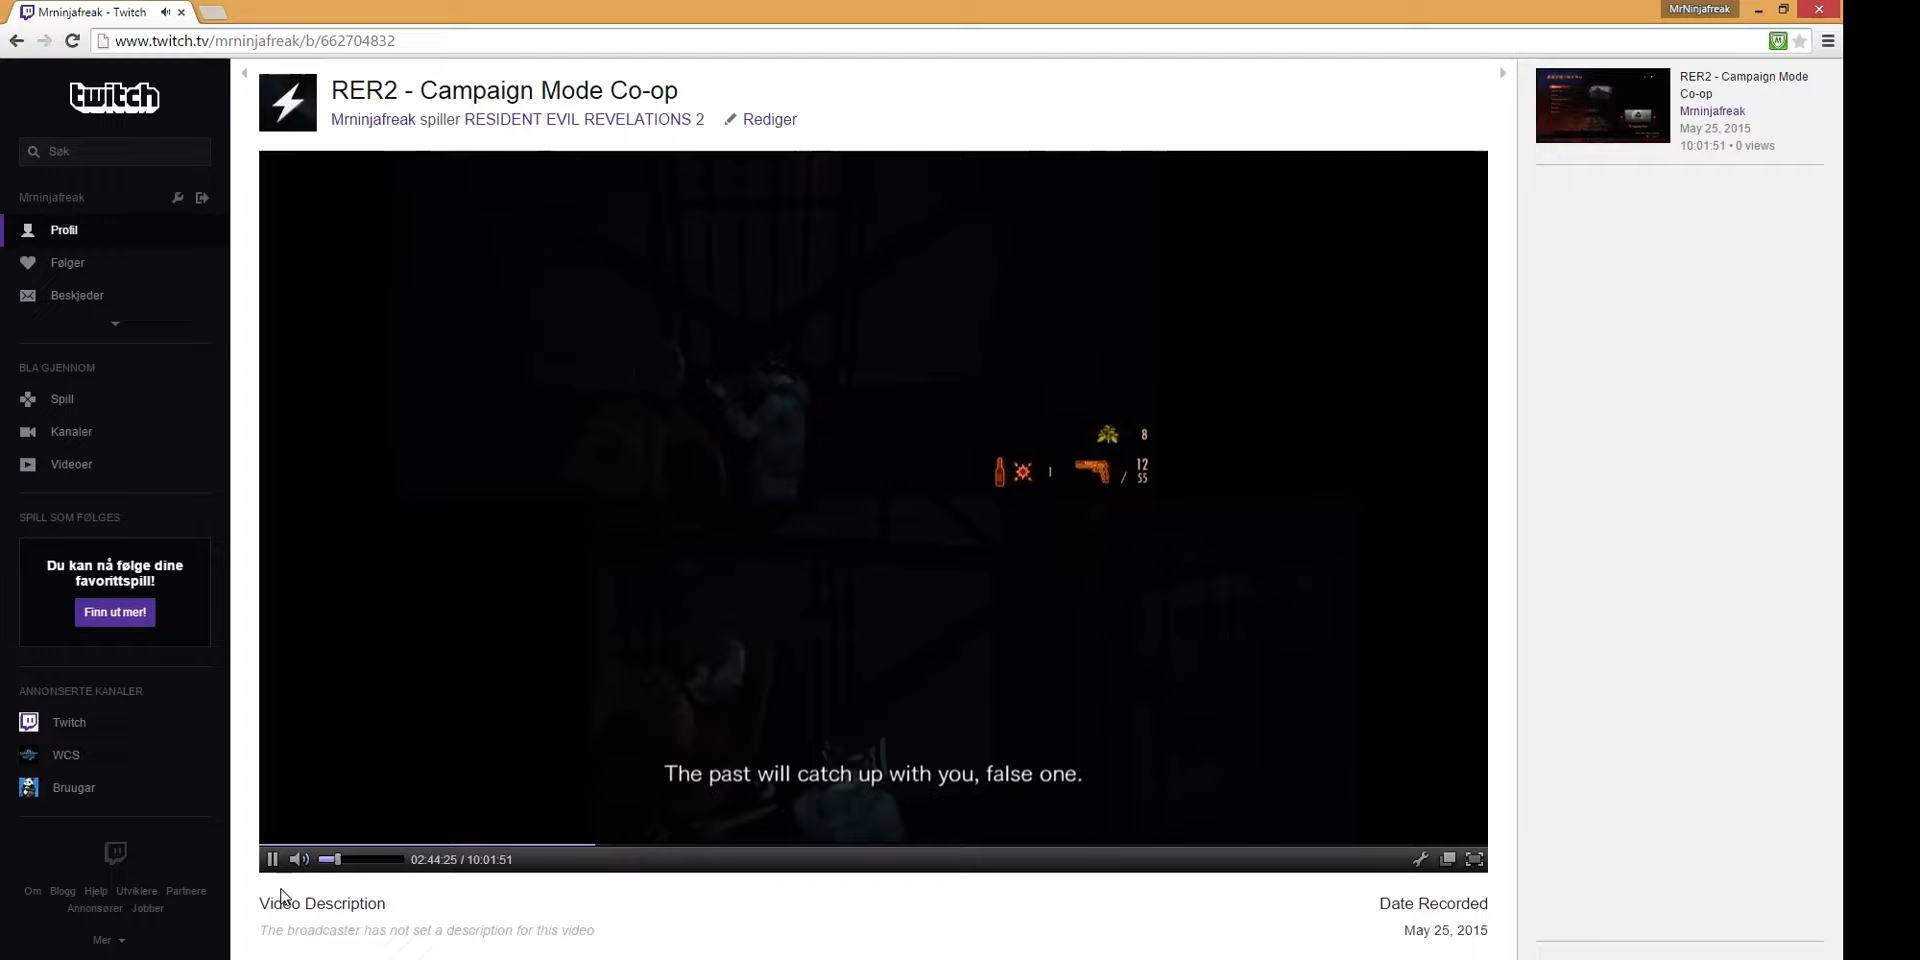 Mrninjafreak - Twitch
MrNinjafreak
www.twitch.tv/mrninjafreak/b/662704832
twitch
Søk
Mrninjafreak
Profil
Følger
Beskjeder
BLA GJENNOM
Spill
Kanaler
Videoer
SPILL SOM FØLGES
Du kan nå følge dine
favorittspill!
Finn ut mer!
ANNONSERTE KANALER
Twitch
WCS
Bruugar
Om Blogg Hjelp Utviklere Partnere
Annonsører Jobber
Mer
RER2 - Campaign Mode Co-op
Mrninjafreak spiller RESIDENT EVIL REVELATIONS 2 Rediger
8
1 / 12
55
The past will catch up with you, false one.
02:44:25 / 10:01:51
Video Description
The broadcaster has not set a description for this video
Date Recorded
May 25, 2015
RER2 - Campaign Mode
Co-op
Mrninjafreak
May 25, 2015
10:01:51 • 0 views